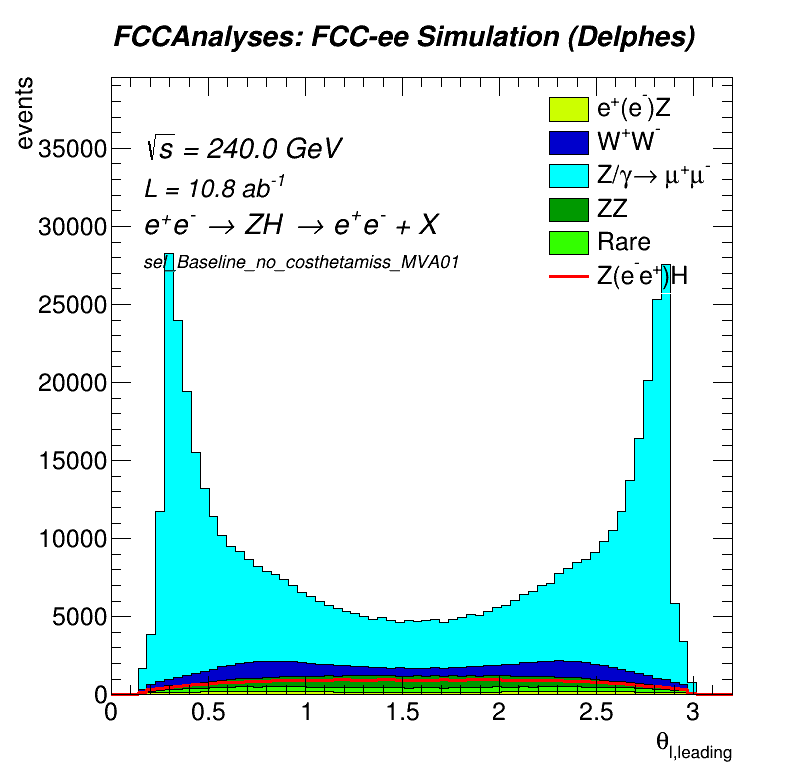 FCCAnalyses: FCC-ee Simulation (Delphes)
events
√s = 240.0 GeV
L = 10.8 ab⁻¹
e⁺e⁻ → ZH → e⁺e⁻ + X
sel_Baseline_no_costhetamiss_MVA01
e⁺(e⁻)Z
W⁺W⁻
Z/γ→ μ⁺μ⁻
ZZ
Rare
Z(e⁻e⁺)H
35000
30000
25000
20000
15000
10000
5000
0
0 0.5 1 1.5 2 2.5 3
θl,leading